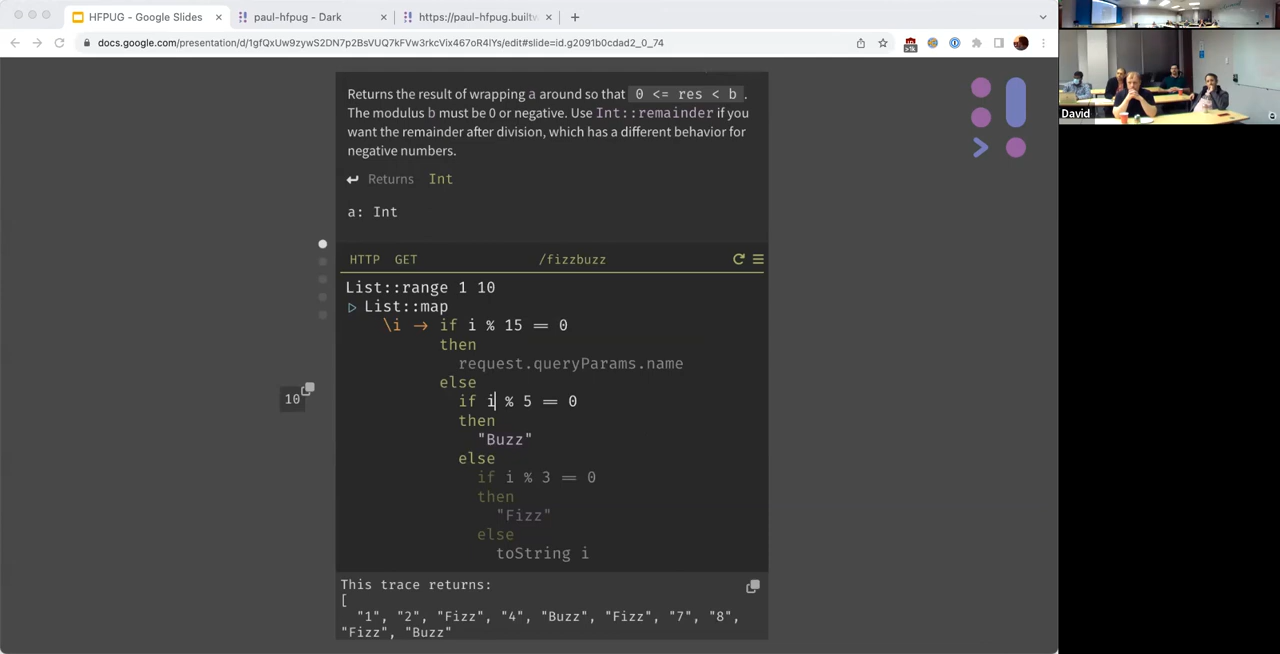 HFPUG - Google Slides
paul-hfpug - Dark
https://paul-hfpug.builtw
docs.google.com/presentation/d/1gfQxUw9zywS2DN7p2BsVUQ7kFVw3rkcVix467oR4lYs/edit#slide=id.g2091b0cdad2_0_74
Returns the result of wrapping a around so that 0 <= res < b .
The modulus b must be 0 or negative. Use Int::remainder if you
want the remainder after division, which has a different behavior for
negative numbers.
↵ Returns Int
a: Int
HTTP GET /fizzbuzz
List::range 1 10
▷ List::map
\i → if i % 15 == 0
then
request.queryParams.name
else
if i % 5 == 0
10
then
"Buzz"
else
if i % 3 == 0
then
"Fizz"
else
toString i
This trace returns:
[
"1", "2", "Fizz", "4", "Buzz", "Fizz", "7", "8",
"Fizz", "Buzz"
David